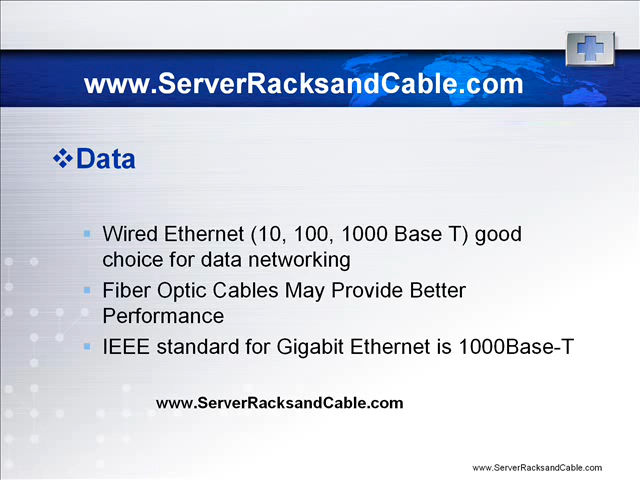 www.ServerRacksandCable.com
❖Data
▪ Wired Ethernet (10, 100, 1000 Base T) good
choice for data networking
▪ Fiber Optic Cables May Provide Better
Performance
▪ IEEE standard for Gigabit Ethernet is 1000Base-T
www.ServerRacksandCable.com
www.ServerRacksandCable.com